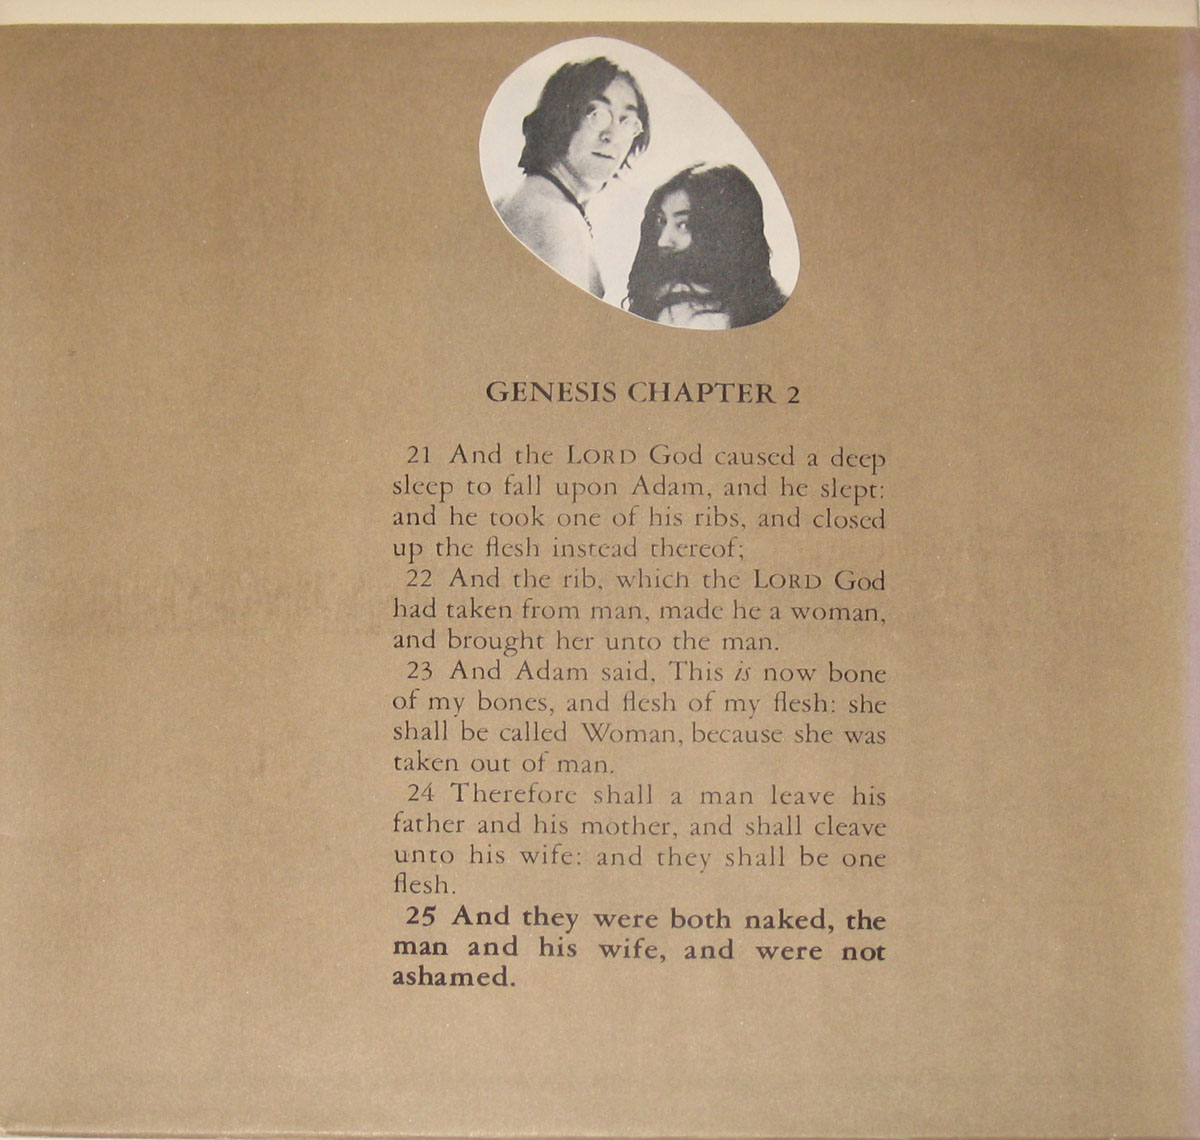 GENESIS CHAPTER 2
21 And the LORD God caused a deep
sleep to fall upon Adam, and he slept:
and he took one of his ribs, and closed
up the flesh instead thereof;
22 And the rib, which the LORD God
had taken from man, made he a woman,
and brought her unto the man.
23 And Adam said, This is now bone
of my bones, and flesh of my flesh: she
shall be called Woman, because she was
taken out of man.
24 Therefore shall a man leave his
father and his mother, and shall cleave
unto his wife: and they shall be one
flesh.
25 And they were both naked, the
man and his wife, and were not
ashamed.